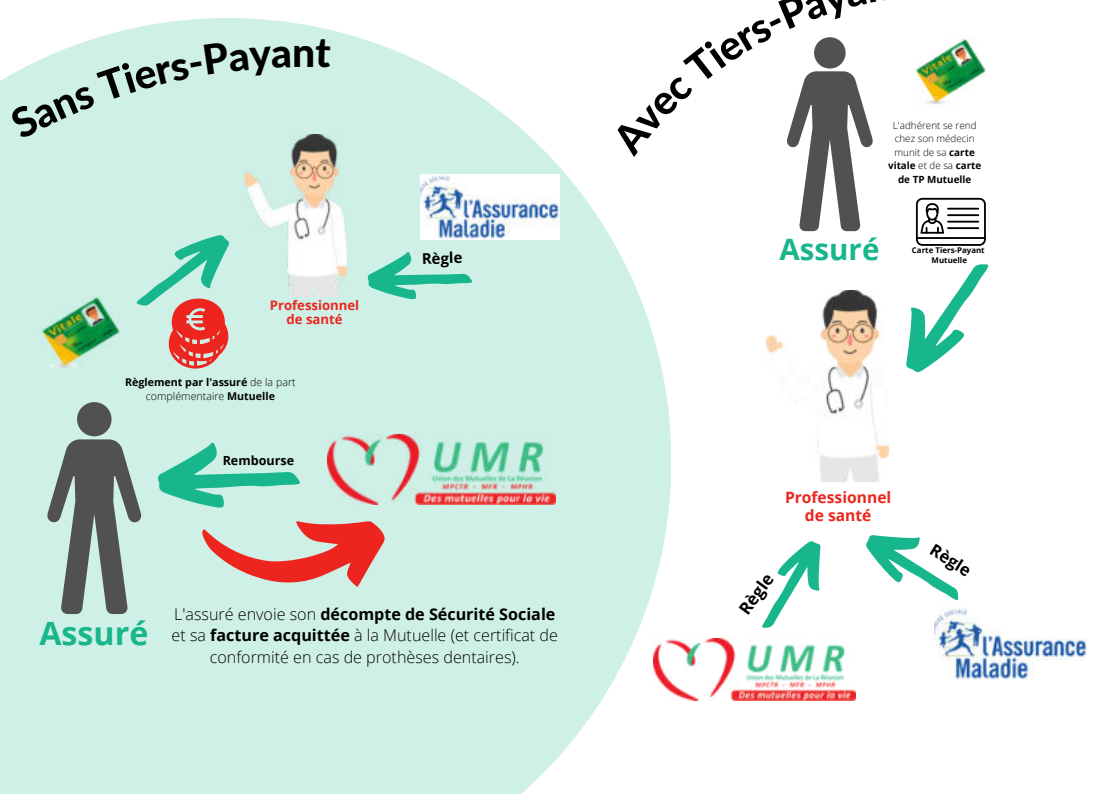 Sans Tiers-Payant
Vitale
l'Assurance
Maladie
Règle
Professionnel
de santé
€
Règlement par l'assuré de la part
complémentaire Mutuelle
Rembourse
UMR
Union des Mutuelles de La Réunion
MPCTR - MFR - MPHR
Des mutuelles pour la vie
L'assuré envoie son décompte de Sécurité Sociale
et sa facture acquittée à la Mutuelle (et certificat de
conformité en cas de prothèses dentaires).
Assuré
Avec Tiers-Payan
Vitale
L'adhérent se rend
chez son médecin
munit de sa carte
vitale et de sa carte
de TP Mutuelle
Assuré
Carte Tiers-Payant
Mutuelle
Professionnel
de santé
Règle
Règle
UMR
Union des Mutuelles de La Réunion
MPCTR - MFR - MPHR
Des mutuelles pour la vie
l'Assurance
Maladie